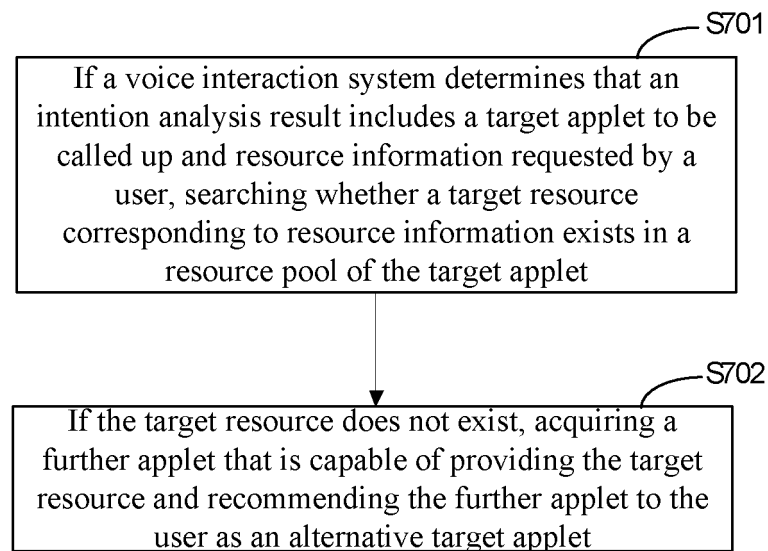 S701
If a voice interaction system determines that an
intention analysis result includes a target applet to be
called up and resource information requested by a
user, searching whether a target resource
corresponding to resource information exists in a
resource pool of the target applet
S702
If the target resource does not exist, acquiring a
further applet that is capable of providing the target
resource and recommending the further applet to the
user as an alternative target applet